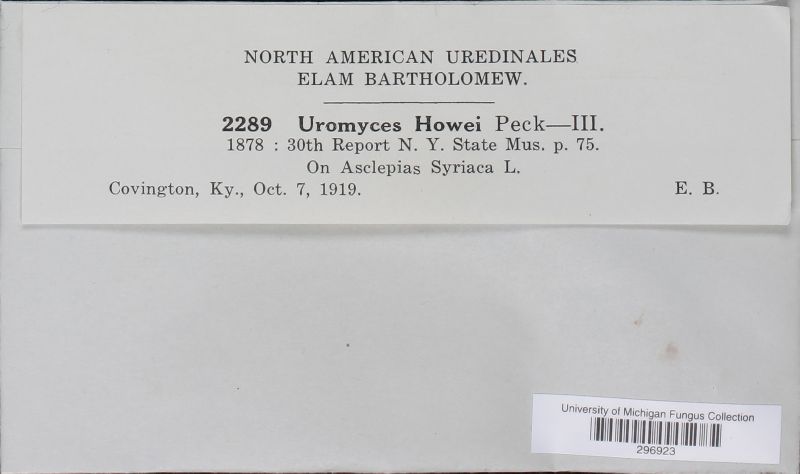 NORTH AMERICAN UREDINALES
ELAM BARTHOLOMEW.
2289 Uromyces Howei Peck—III.
1878 : 30th Report N. Y. State Mus. p. 75.
On Asclepias Syriaca L.
Covington, Ky., Oct. 7, 1919. E. B.
University of Michigan Fungus Collection
296923